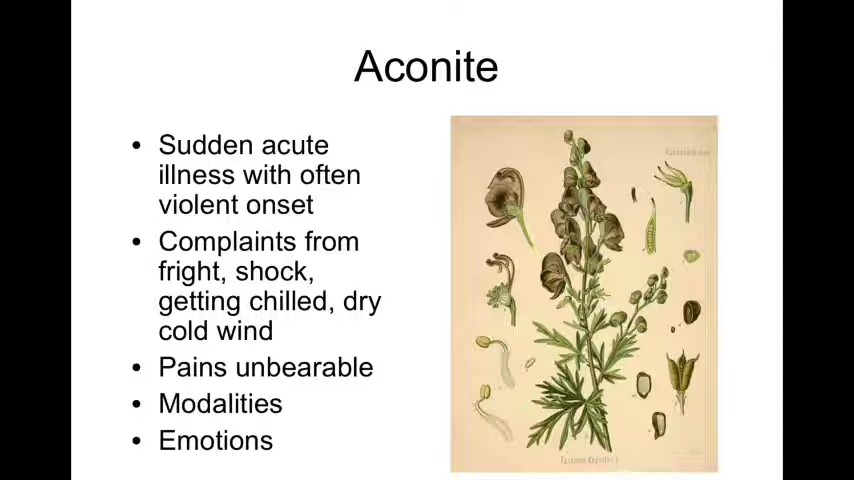 Aconite
• Sudden acute
illness with often
violent onset
• Complaints from
fright, shock,
getting chilled, dry
cold wind
• Pains unbearable
• Modalities
• Emotions